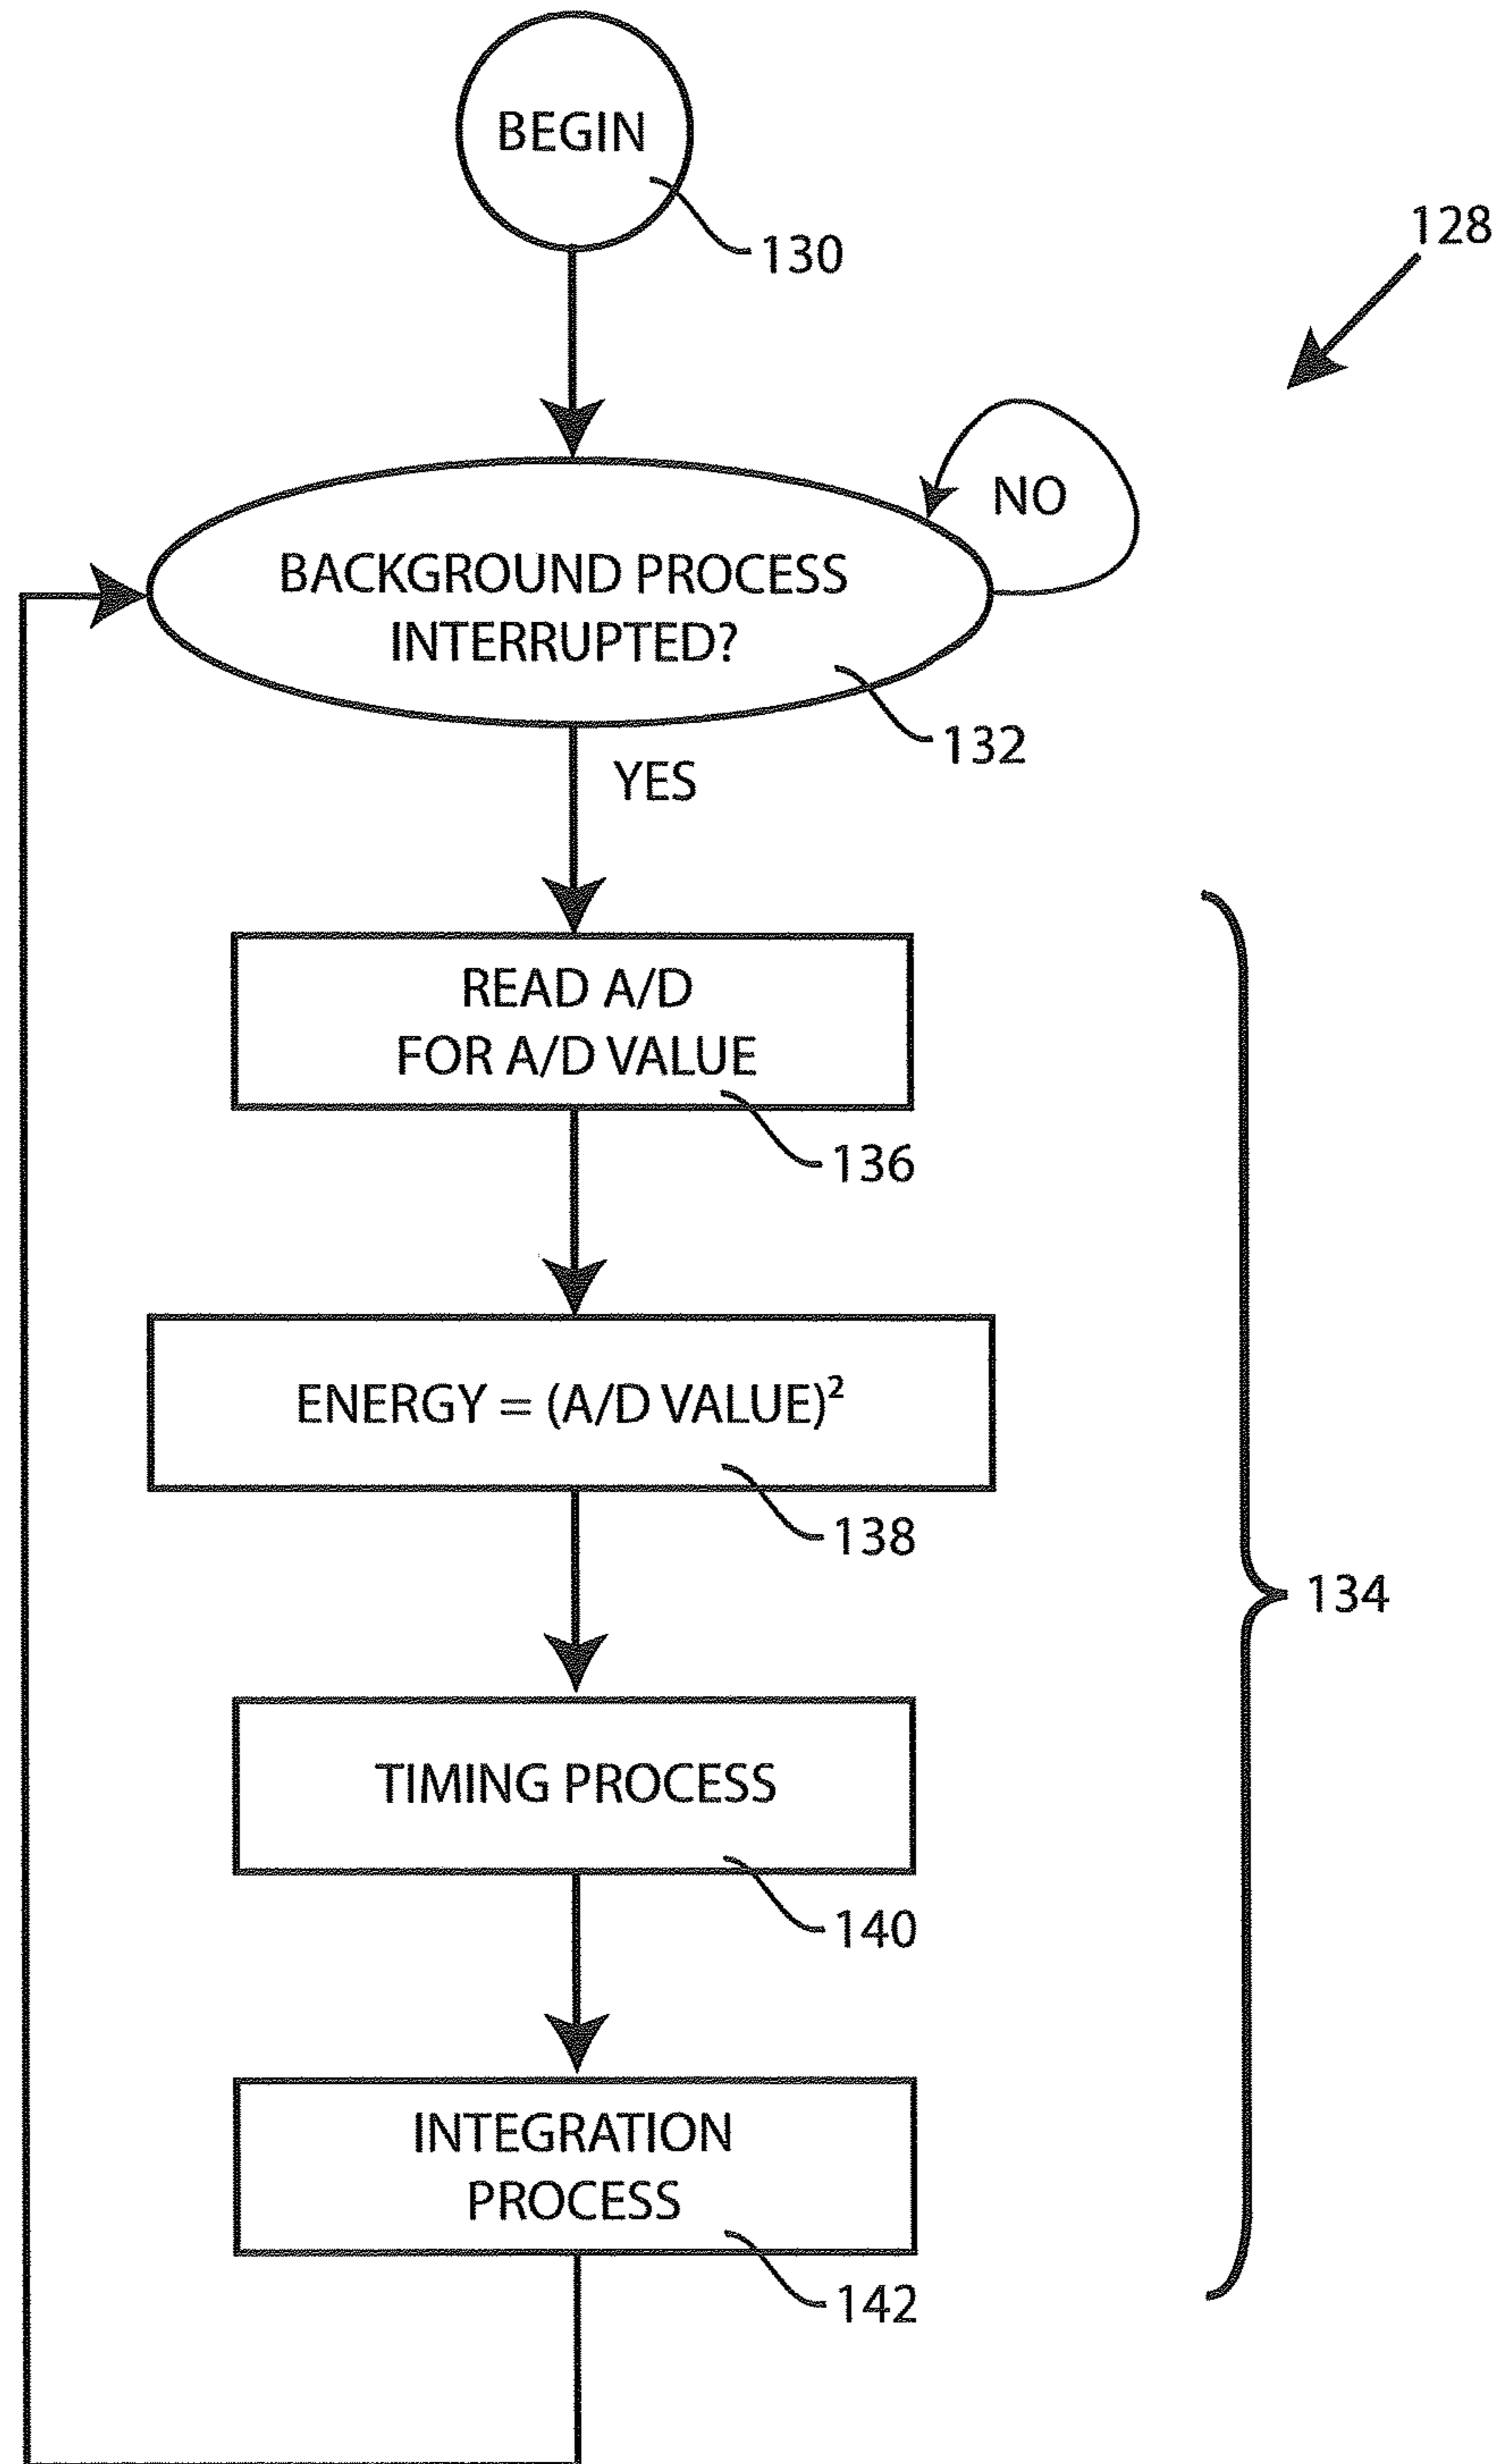 BEGIN
130
128
NO
BACKGROUND PROCESS
INTERRUPTED?
132
YES
READ A/D
FOR A/D VALUE
136
ENERGY = (A/D VALUE)²
138
134
TIMING PROCESS
140
INTEGRATION
PROCESS
142